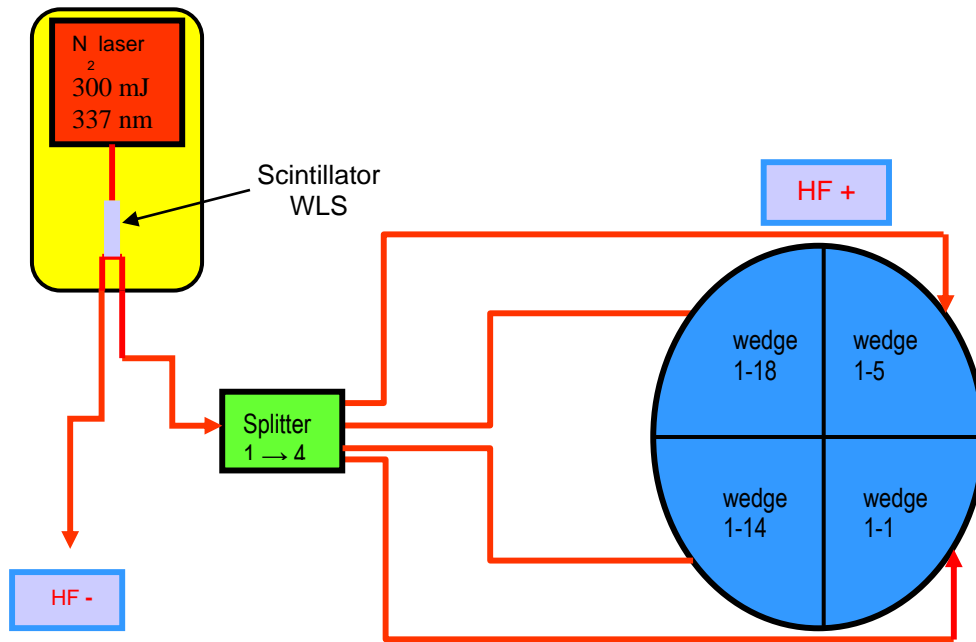 N laser
2
300 mJ
337 nm
Scintillator
WLS
HF +
wedge
1-18
wedge
1-5
Splitter
1 → 4
wedge
1-14
wedge
1-1
HF -